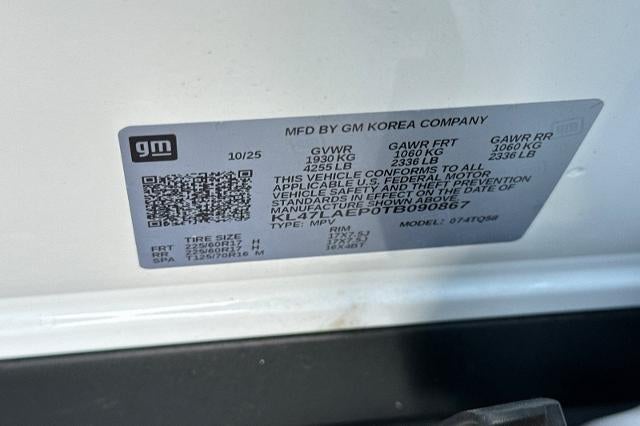 MFD BY GM KOREA COMPANY
gm
10/25 GVWR GAWR FRT GAWR RR
1930 KG 1060 KG 1060 KG
4255 LB 2336 LB 2336 LB
THIS VEHICLE CONFORMS TO ALL
APPLICABLE U.S. FEDERAL MOTOR
VEHICLE SAFETY AND THEFT PREVENTION
STANDARDS IN EFFECT ON THE DATE OF
MANUFACTURE SHOWN ABOVE.
KL47LAEP0TB090867
TYPE: MPV MODEL: 074TQ58
TIRE SIZE RIM
FRT 225/60R17 H 17X7.5J
RR 225/60R17 H 17X7.5J
SPA T125/70R16 M 16X4BT